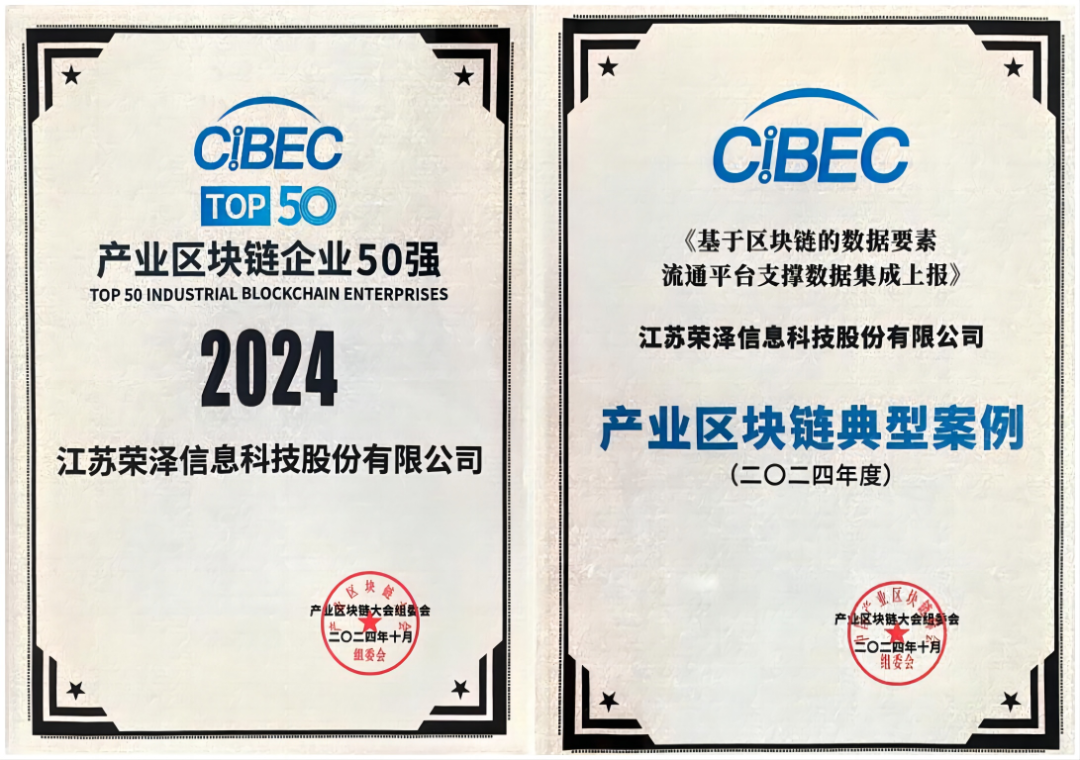 CiBEC
TOP 50
产业区块链企业50强
TOP 50 INDUSTRIAL BLOCKCHAIN ENTERPRISES
2024
江苏荣泽信息科技股份有限公司
产业区块链大会组委会
二〇二四年十月
组委会
CiBEC
《基于区块链的数据要素
流通平台支撑数据集成上报》
江苏荣泽信息科技股份有限公司
产业区块链典型案例
(二〇二四年度)
产业区块链大会组委会
二〇二四年十月
组委会